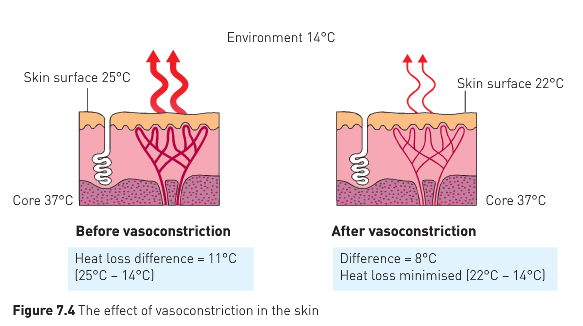 Environment 14°C
Skin surface 25°C
Skin surface 22°C
Core 37°C
Core 37°C
Before vasoconstriction
After vasoconstriction
Heat loss difference = 11°C
(25°C – 14°C)
Difference = 8°C
Heat loss minimised (22°C – 14°C)
Figure 7.4 The effect of vasoconstriction in the skin